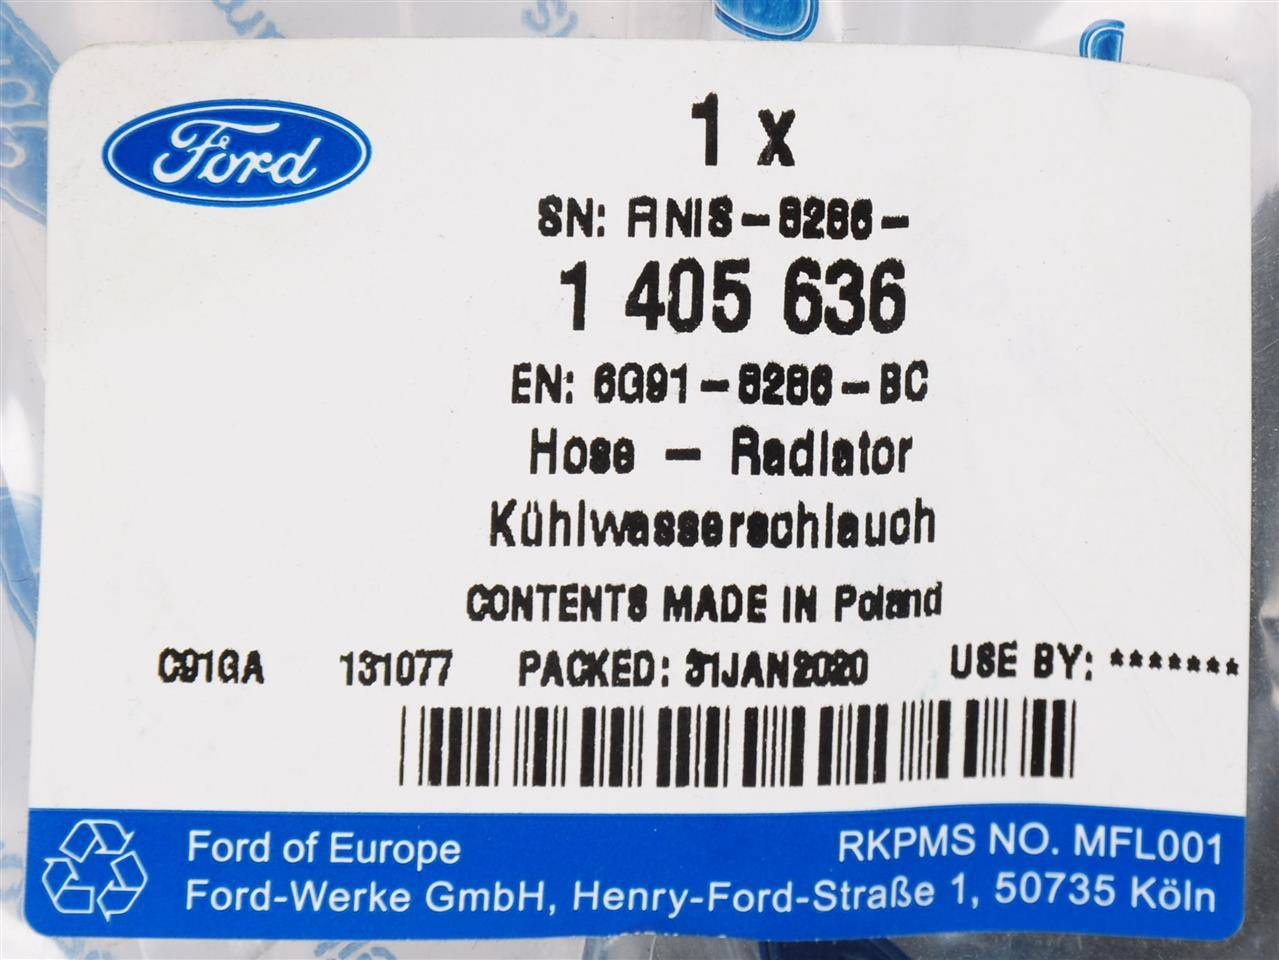 Ford
1 x
SN: FINIS-8286-
1 405 636
EN: 6G91-8286-BC
Hose - Radiator
Kühlwasserschlauch
CONTENTS MADE IN Poland
C91GA 131077 PACKED: 31JAN2020 USE BY: *******
Ford of Europe
RKPMS NO. MFL001
Ford-Werke GmbH, Henry-Ford-Straße 1, 50735 Köln